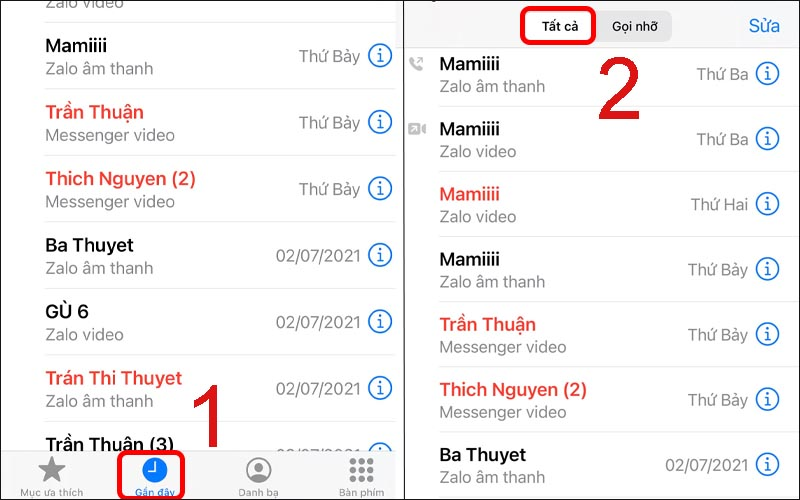 Mamiiii
Zalo âm thanh
Thứ Bảy
Trần Thuận
Messenger video
Thứ Bảy
Thich Nguyen (2)
Messenger video
Thứ Bảy
Ba Thuyet
Zalo âm thanh
02/07/2021
GÙ 6
Zalo video
02/07/2021
Trán Thi Thuyet
Zalo âm thanh
02/07/2021
Trần Thuận (3)
1
Mục ưa thích
Gần đây
Danh bạ
Bàn phím
Tất cả
Gọi nhỡ
Sửa
2
Mamiiii
Zalo âm thanh
Thứ Ba
Mamiiii
Zalo video
Thứ Ba
Mamiiii
Zalo video
Thứ Hai
Mamiiii
Zalo âm thanh
Thứ Bảy
Trần Thuận
Messenger video
Thứ Bảy
Thich Nguyen (2)
Messenger video
Thứ Bảy
Ba Thuyet
Zalo âm thanh
02/07/2021